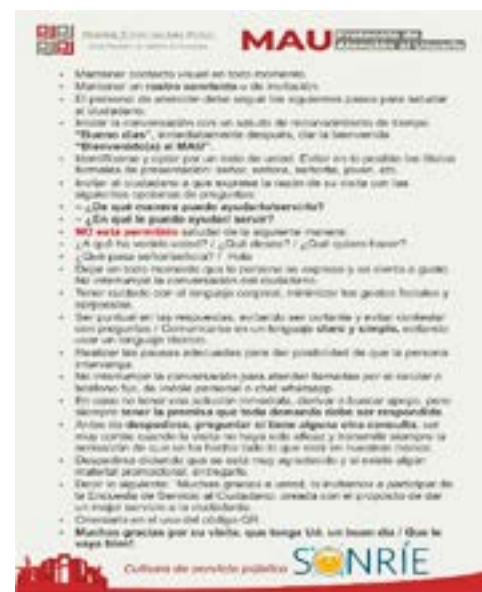 MAU Protocolo de
Atención al Usuario
Mantener contacto visual en todo momento.
Mantener un rostro sonriente o de invitación.
El personal de atención debe seguir los siguientes pasos para saludar
al ciudadano.
Iniciar la conversación con un saludo de reconocimiento de tiempo
"Bueno días", inmediatamente después, dar la bienvenida
"Bienvenido(a) al MAU".
Identificarse y optar por un trato de usted. Evitar en lo posible los títulos
formales de presentación: señor, señora, señorita, joven, etc.
Invitar al ciudadano a que exprese la razón de su visita con las
siguientes opciones de preguntas:
- ¿De qué manera puedo ayudarlo/servirlo?
- ¿En qué le puedo ayudar/ servir?
NO está permitido saludar de la siguiente manera:
¿A qué ha venido usted? / ¿Qué desea? / ¿Qué quiere hacer?
¿Qué pasa señor/señora? / Hola
Dejar en todo momento que la persona se exprese y se sienta a gusto.
No interrumpir la conversación del ciudadano.
Tener cuidado con el lenguaje corporal, minimizar los gestos faciales y
corporales.
Ser puntual en las respuestas, evitando ser cortante y evitar contestar
con preguntas / Comunicarse en un lenguaje claro y simple, evitando
usar un lenguaje técnico.
Realizar las pausas adecuadas para dar posibilidad de que la persona
intervenga.
No interrumpir la conversación para atender llamadas por el celular o
teléfono fijo, de índole personal o chat whatsapp.
En caso no tener una solución inmediata, derivar o buscar apoyo, pero
siempre tener la premisa que toda demanda debe ser respondida.
Antes de despedirse, preguntar si tiene alguna otra consulta, ser
muy cortés cuando la visita no haya sido eficaz y transmitir siempre la
sensación de que se ha hecho todo lo que está en nuestras manos.
Despedirse diciendo que se está muy agradecido y si existe algún
material promocional, entregarlo.
Decir lo siguiente: "Muchas gracias a usted, lo invitamos a participar de
la Encuesta de Servicio al Ciudadano, creada con el propósito de dar
un mejor servicio a la ciudadanía.
Orientarlo en el uso del código QR.
Muchas gracias por su visita, que tenga Ud. un buen día / Que le
vaya bien!
Cultura de servicio público SONRÍE